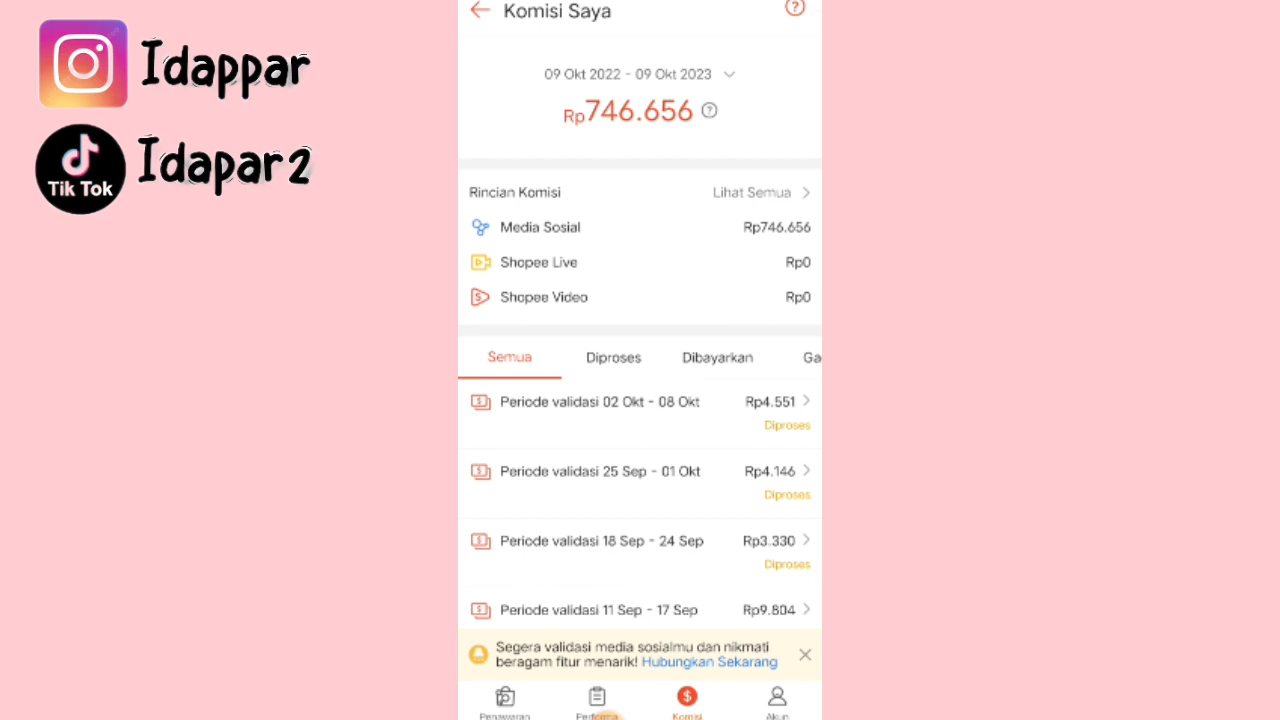 Idappar
Tik Tok
Idapar2
Komisi Saya
09 Okt 2022 - 09 Okt 2023
Rp746.656
Rincian Komisi
Lihat Semua
Media Sosial
Rp746.656
Shopee Live
Rp0
Shopee Video
Rp0
Semua
Diproses
Dibayarkan
Ga
Periode validasi 02 Okt - 08 Okt
Rp4.551
Diproses
Periode validasi 25 Sep - 01 Okt
Rp4.146
Diproses
Periode validasi 18 Sep - 24 Sep
Rp3.330
Diproses
Periode validasi 11 Sep - 17 Sep
Rp9.804
Segera validasi media sosialmu dan nikmati
beragam fitur menarik! Hubungkan Sekarang
Penawaran
Performa
Komisi
Akun